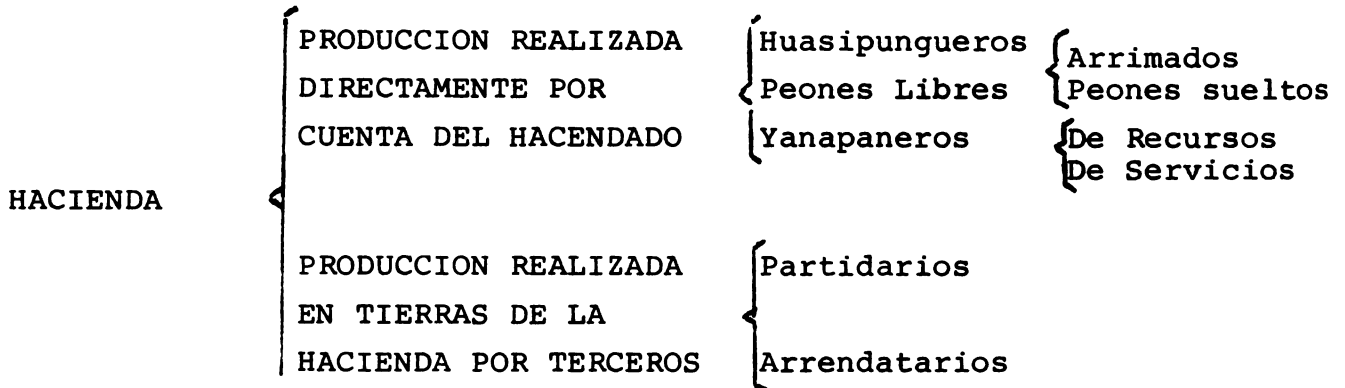 PRODUCCION REALIZADA Huasipungueros Arrimados
DIRECTAMENTE POR Peones Libres Peones sueltos
CUENTA DEL HACENDADO Yanapaneros De Recursos
De Servicios
HACIENDA
PRODUCCION REALIZADA Partidarios
EN TIERRAS DE LA
HACIENDA POR TERCEROS Arrendatarios